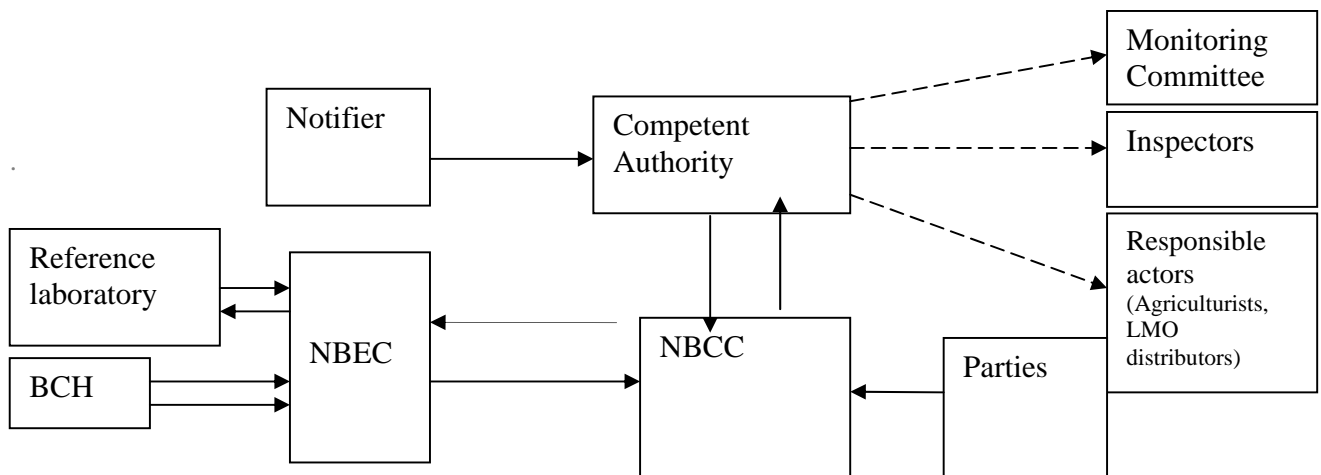 Monitoring
Committee
Notifier
Competent
Authority
Inspectors
Reference
laboratory
Responsible
actors
(Agriculturists,
LMO
distributors)
NBEC
NBCC
Parties
BCH